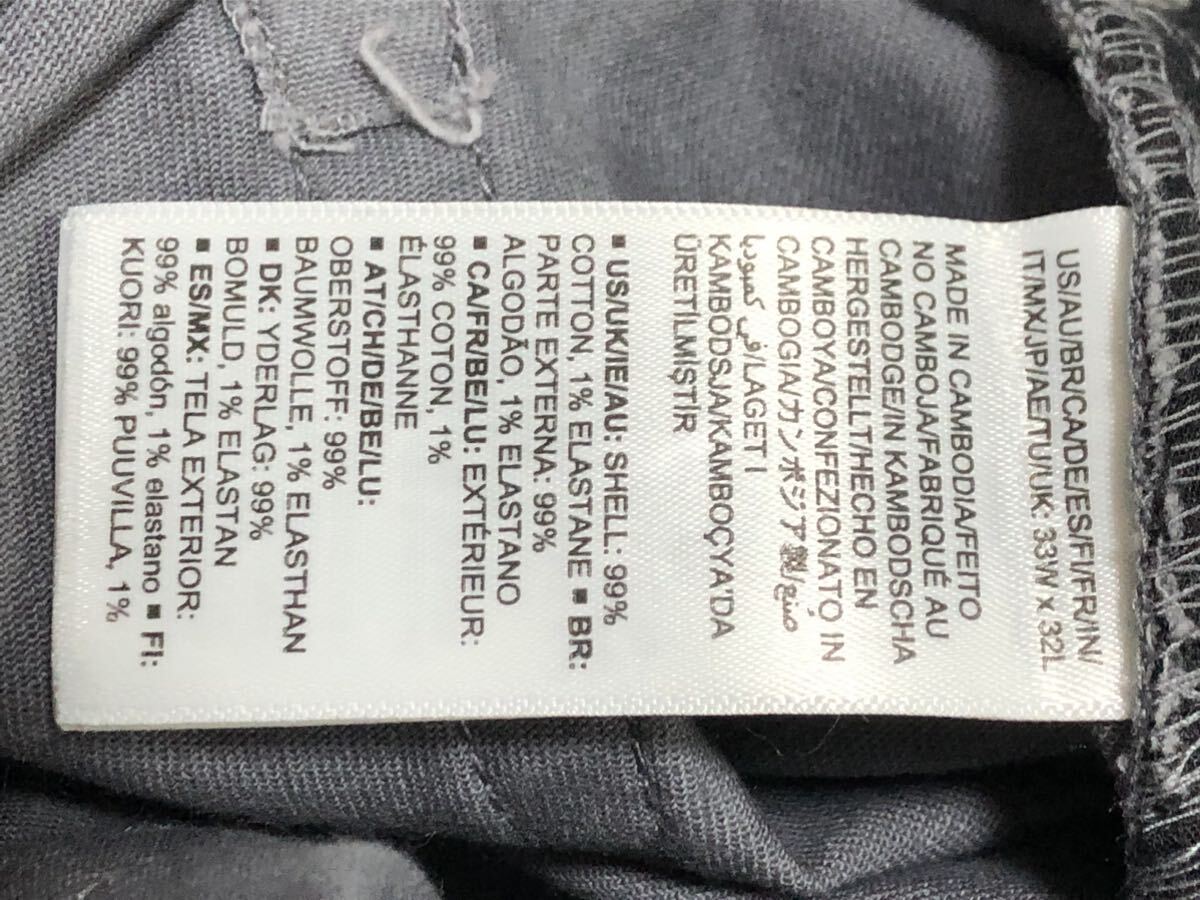 US/AU/BR/CA/DE/ES/FI/FR/IN/
IT/MX/JP/AE/TU/UK: 33W x 32L
MADE IN CAMBODIA/FEITO
NO CAMBOJA/FABRIQUÉ AU
CAMBODGE/IN KAMBODSCHA
HERGESTELLT/HECHO EN
CAMBOYA/CONFEZIONATO IN
CAMBOGIA/カンボジア製/صنع
في كمبوديا/LAGET I
KAMBODSJA/KAMBOÇYA'DA
ÜRETİLMİŞTİR
■ US/UK/IE/AU: SHELL: 99%
COTTON, 1% ELASTANE ■ BR:
PARTE EXTERNA: 99%
ALGODÃO, 1% ELASTANO
■ CA/FR/BE/LU: EXTÉRIEUR:
99% COTON, 1%
ÉLASTHANNE
■ AT/CH/DE/BE/LU:
OBERSTOFF: 99%
BAUMWOLLE, 1% ELASTHAN
■ DK: YDERLAG: 99%
BOMULD, 1% ELASTAN
■ ES/MX: TELA EXTERIOR:
99% algodón, 1% elastano ■ FI:
KUORI: 99% PUUVILLA, 1%